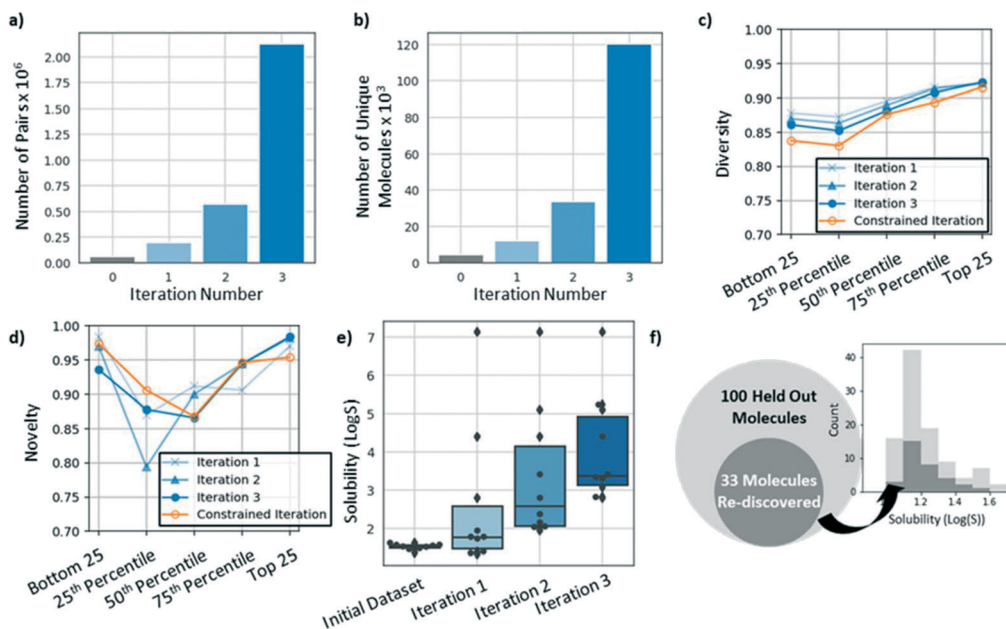 a)
Number of Pairs x 10⁶
2.00
1.75
1.50
1.25
1.00
0.75
0.50
0.25
0.00
0 1 2 3
Iteration Number
b)
Number of Unique
Molecules x 10³
120
100
80
60
40
20
0
0 1 2 3
Iteration Number
c)
Diversity
1.00
0.95
0.90
0.85
0.80
0.75
0.70
Iteration 1
Iteration 2
Iteration 3
Constrained Iteration
Bottom 25
25th Percentile
50th Percentile
75th Percentile
Top 25
d)
Novelty
1.00
0.95
0.90
0.85
0.80
0.75
0.70
Iteration 1
Iteration 2
Iteration 3
Constrained Iteration
Bottom 25
25th Percentile
50th Percentile
75th Percentile
Top 25
e)
Solubility (LogS)
7
6
5
4
3
2
Initial Dataset
Iteration 1
Iteration 2
Iteration 3
f)
100 Held Out
Molecules
33 Molecules
Re-discovered
Count
40
30
20
10
0
1.2 1.6
Solubility (Log(S))